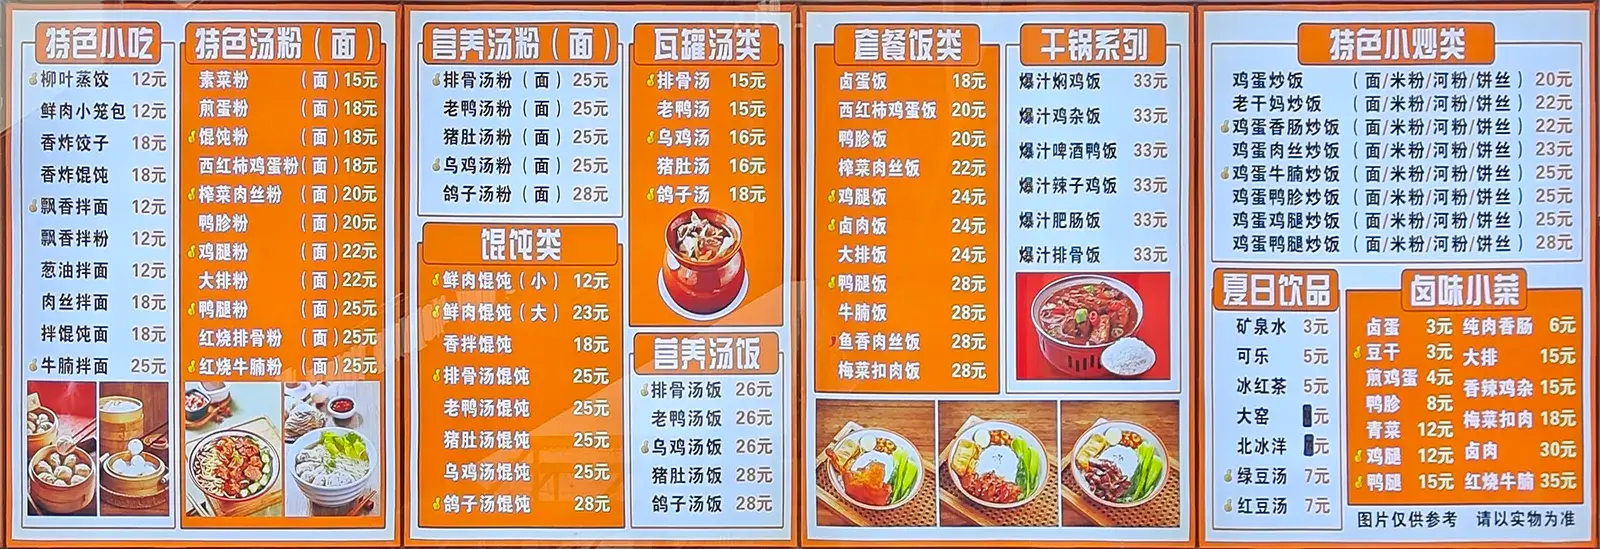 特色小吃
柳叶蒸饺 12元
鲜肉小笼包 12元
香炸饺子 18元
香炸馄饨 18元
飘香拌面 12元
飘香拌粉 12元
葱油拌面 12元
肉丝拌面 18元
拌馄饨面 18元
牛腩拌面 25元
特色汤粉（面）
素菜粉（面）15元
煎蛋粉（面）18元
馄饨粉（面）18元
西红柿鸡蛋粉（面）18元
榨菜肉丝粉（面）20元
鸭胗粉（面）20元
鸡腿粉（面）22元
大排粉（面）22元
鸭腿粉（面）25元
红烧排骨粉（面）25元
红烧牛腩粉（面）25元
营养汤粉（面）
排骨汤粉（面）25元
老鸭汤粉（面）25元
猪肚汤粉（面）25元
乌鸡汤粉（面）25元
鸽子汤粉（面）28元
馄饨类
鲜肉馄饨（小）12元
鲜肉馄饨（大）23元
香拌馄饨 18元
排骨汤馄饨 25元
老鸭汤馄饨 25元
猪肚汤馄饨 25元
乌鸡汤馄饨 25元
鸽子汤馄饨 28元
瓦罐汤类
排骨汤 15元
老鸭汤 15元
乌鸡汤 16元
猪肚汤 16元
鸽子汤 18元
营养汤饭
排骨汤饭 26元
老鸭汤饭 26元
乌鸡汤饭 26元
猪肚汤饭 28元
鸽子汤饭 28元
套餐饭类
卤蛋饭 18元
西红柿鸡蛋饭 20元
鸭胗饭 20元
榨菜肉丝饭 22元
鸡腿饭 24元
卤肉饭 24元
大排饭 24元
鸭腿饭 28元
牛腩饭 28元
鱼香肉丝饭 28元
梅菜扣肉饭 28元
干锅系列
爆汁焖鸡饭 33元
爆汁鸡杂饭 33元
爆汁啤酒鸭饭 33元
爆汁辣子鸡饭 33元
爆汁肥肠饭 33元
爆汁排骨饭 33元
特色小炒类
鸡蛋炒饭（面/米粉/河粉/饼丝）20元
老干妈炒饭（面/米粉/河粉/饼丝）22元
鸡蛋香肠炒饭（面/米粉/河粉/饼丝）22元
鸡蛋肉丝炒饭（面/米粉/河粉/饼丝）23元
鸡蛋牛腩炒饭（面/米粉/河粉/饼丝）25元
鸡蛋鸭胗炒饭（面/米粉/河粉/饼丝）25元
鸡蛋鸡腿炒饭（面/米粉/河粉/饼丝）25元
鸡蛋鸭腿炒饭（面/米粉/河粉/饼丝）28元
夏日饮品
矿泉水 3元
可乐 5元
冰红茶 5元
大窑 元
北冰洋 元
绿豆汤 7元
红豆汤 7元
卤味小菜
卤蛋 3元 纯肉香肠 6元
豆干 3元 大排 15元
煎鸡蛋 4元 香辣鸡杂 15元
鸭胗 8元 梅菜扣肉 18元
青菜 12元 卤肉 30元
鸡腿 12元 红烧牛腩 35元
鸭腿 15元
图片仅供参考 请以实物为准